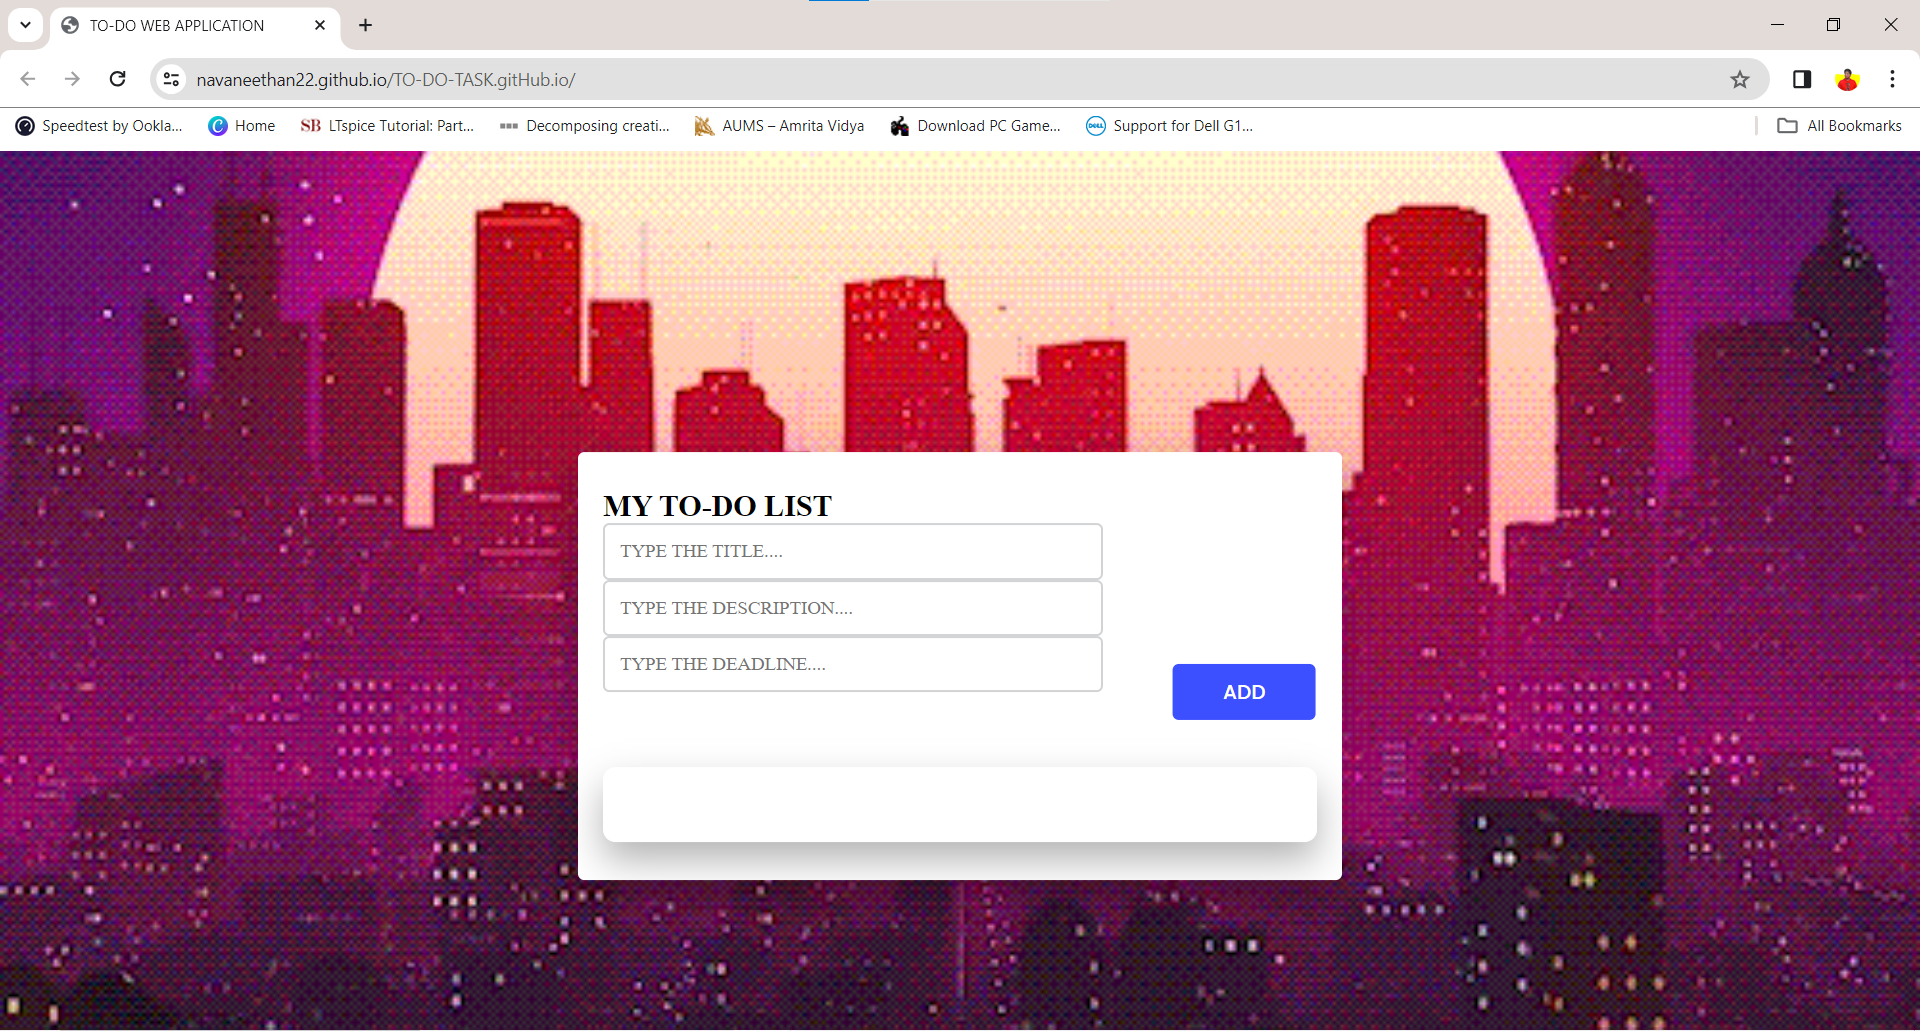 TO-DO WEB APPLICATION
navaneethan22.github.io/TO-DO-TASK.gitHub.io/
Speedtest by Ookla... Home SB LTspice Tutorial: Part... Decomposing creati... AUMS – Amrita Vidya Download PC Game... DELL Support for Dell G1... All Bookmarks
MY TO-DO LIST
TYPE THE TITLE....
TYPE THE DESCRIPTION....
TYPE THE DEADLINE....
ADD